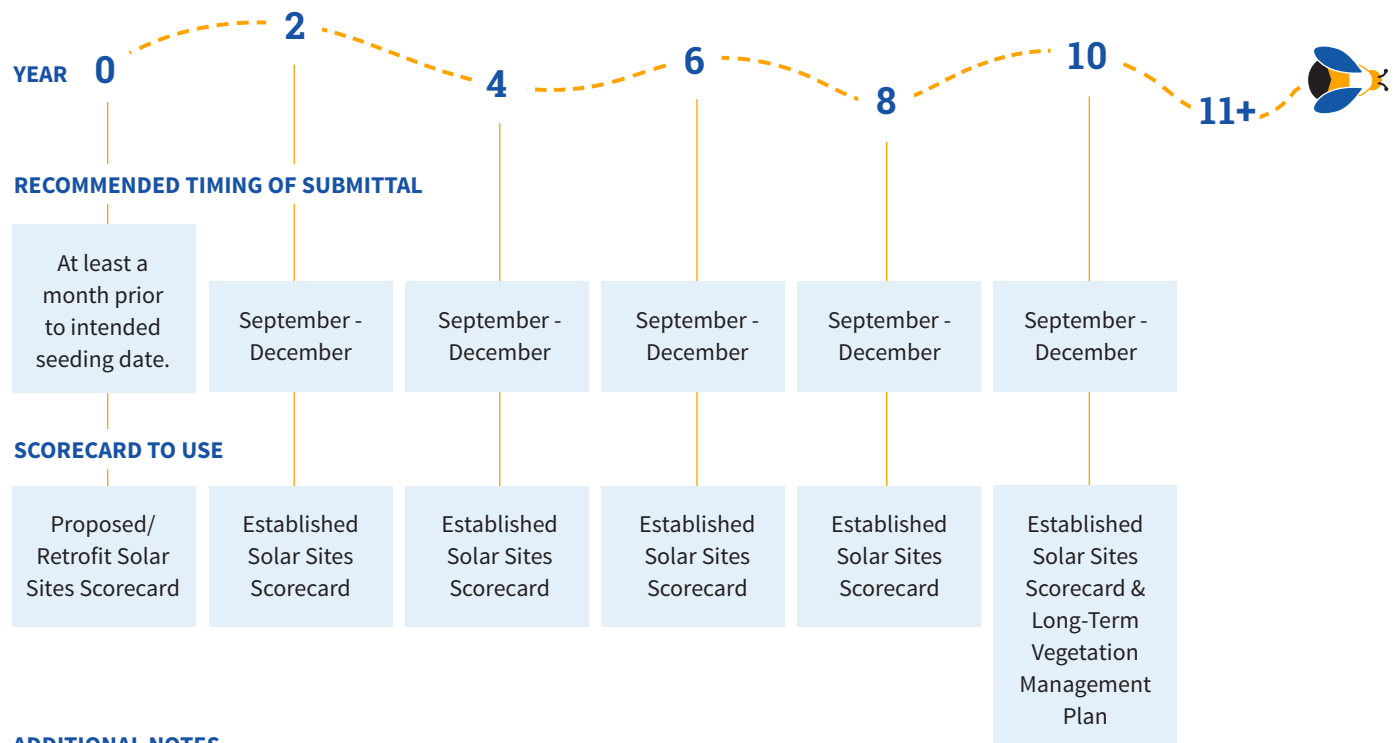 YEAR 0 2 4 6 8 10 11+
RECOMMENDED TIMING OF SUBMITTAL
At least a
month prior
to intended
seeding date.
September -
December
September -
December
September -
December
September -
December
September -
December
SCORECARD TO USE
Proposed/
Retrofit Solar
Sites Scorecard
Established
Solar Sites
Scorecard
Established
Solar Sites
Scorecard
Established
Solar Sites
Scorecard
Established
Solar Sites
Scorecard
Established
Solar Sites
Scorecard &
Long-Term
Vegetation
Management
Plan
ADDITIONAL NOTES